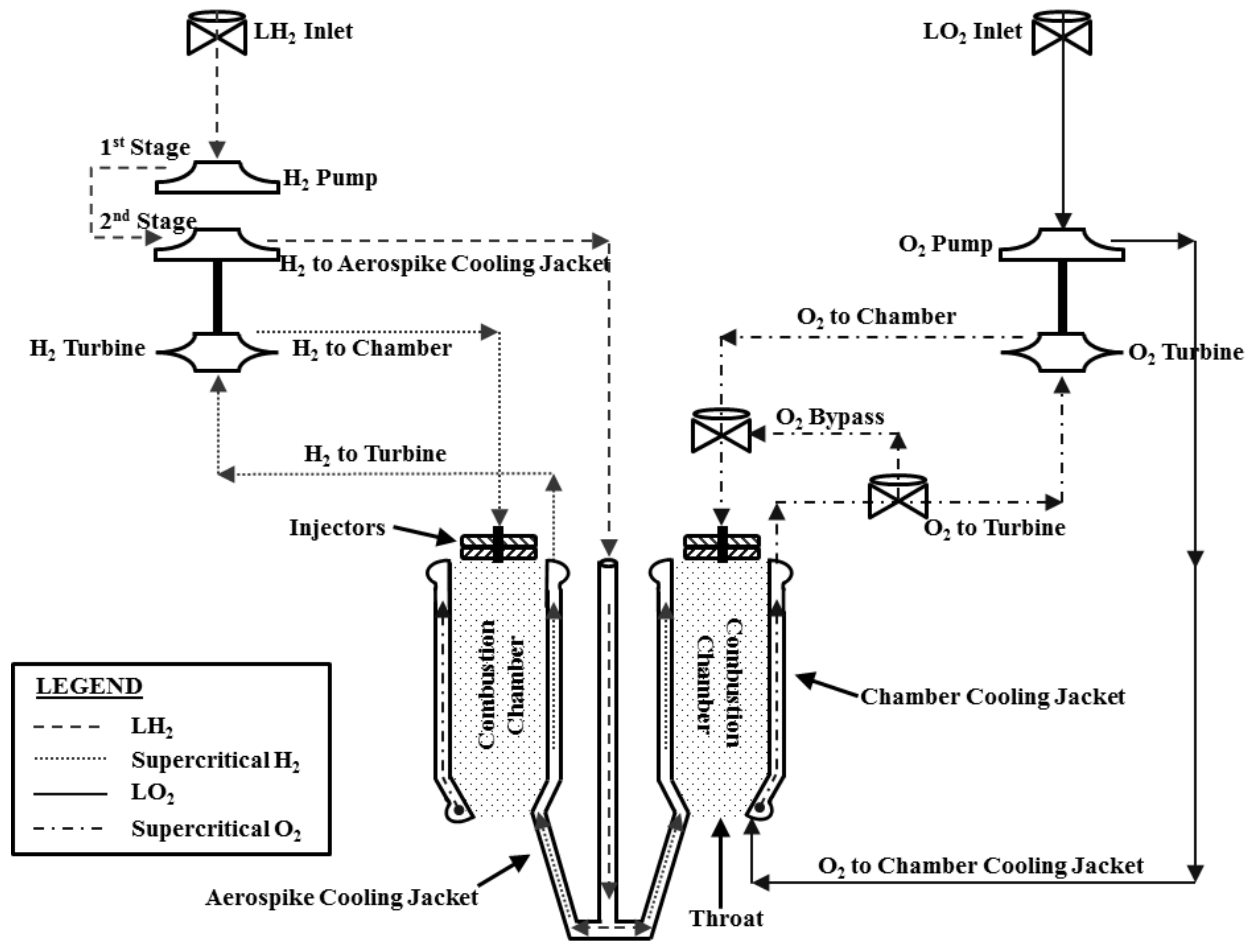 LH₂ Inlet
LO₂ Inlet
1ˢᵗ Stage
H₂ Pump
2ⁿᵈ Stage
H₂ to Aerospike Cooling Jacket
O₂ Pump
O₂ to Chamber
H₂ Turbine
H₂ to Chamber
O₂ Turbine
O₂ Bypass
H₂ to Turbine
Injectors
O₂ to Turbine
Combustion
Chamber
Combustion
Chamber
Chamber Cooling Jacket
LEGEND
LH₂
Supercritical H₂
LO₂
Supercritical O₂
O₂ to Chamber Cooling Jacket
Aerospike Cooling Jacket
Throat